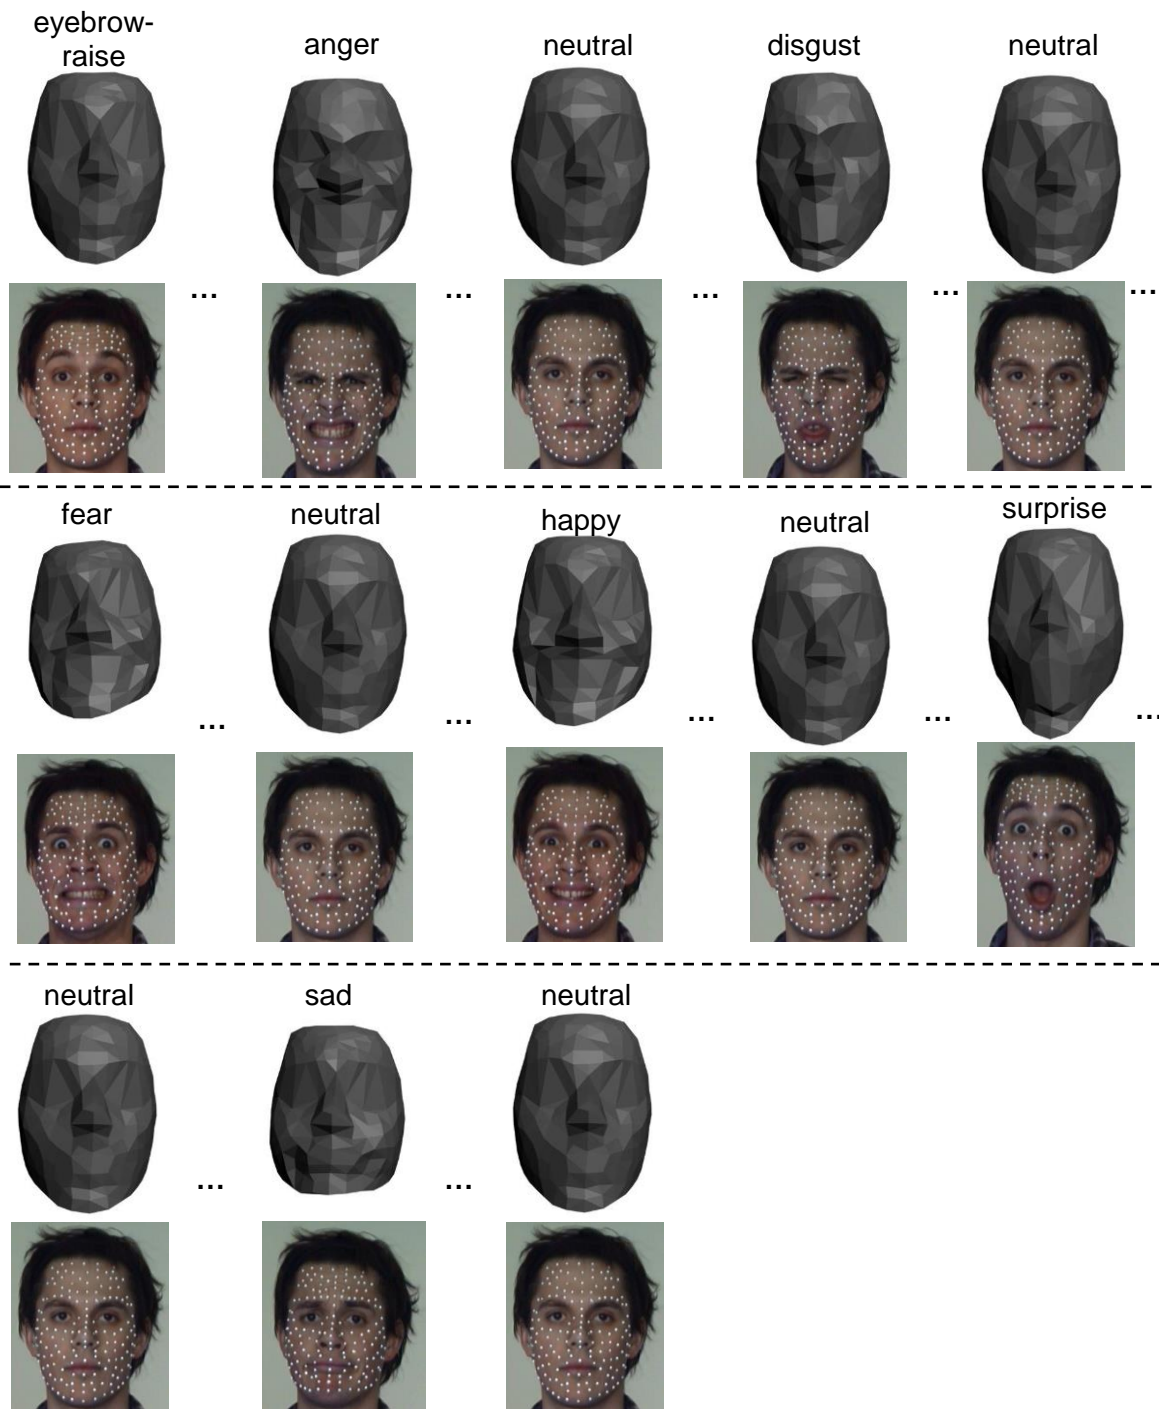 eyebrow-
raise
anger
neutral
disgust
neutral
...
...
...
...
...
fear
neutral
happy
neutral
surprise
...
...
...
...
...
neutral
sad
neutral
...
...